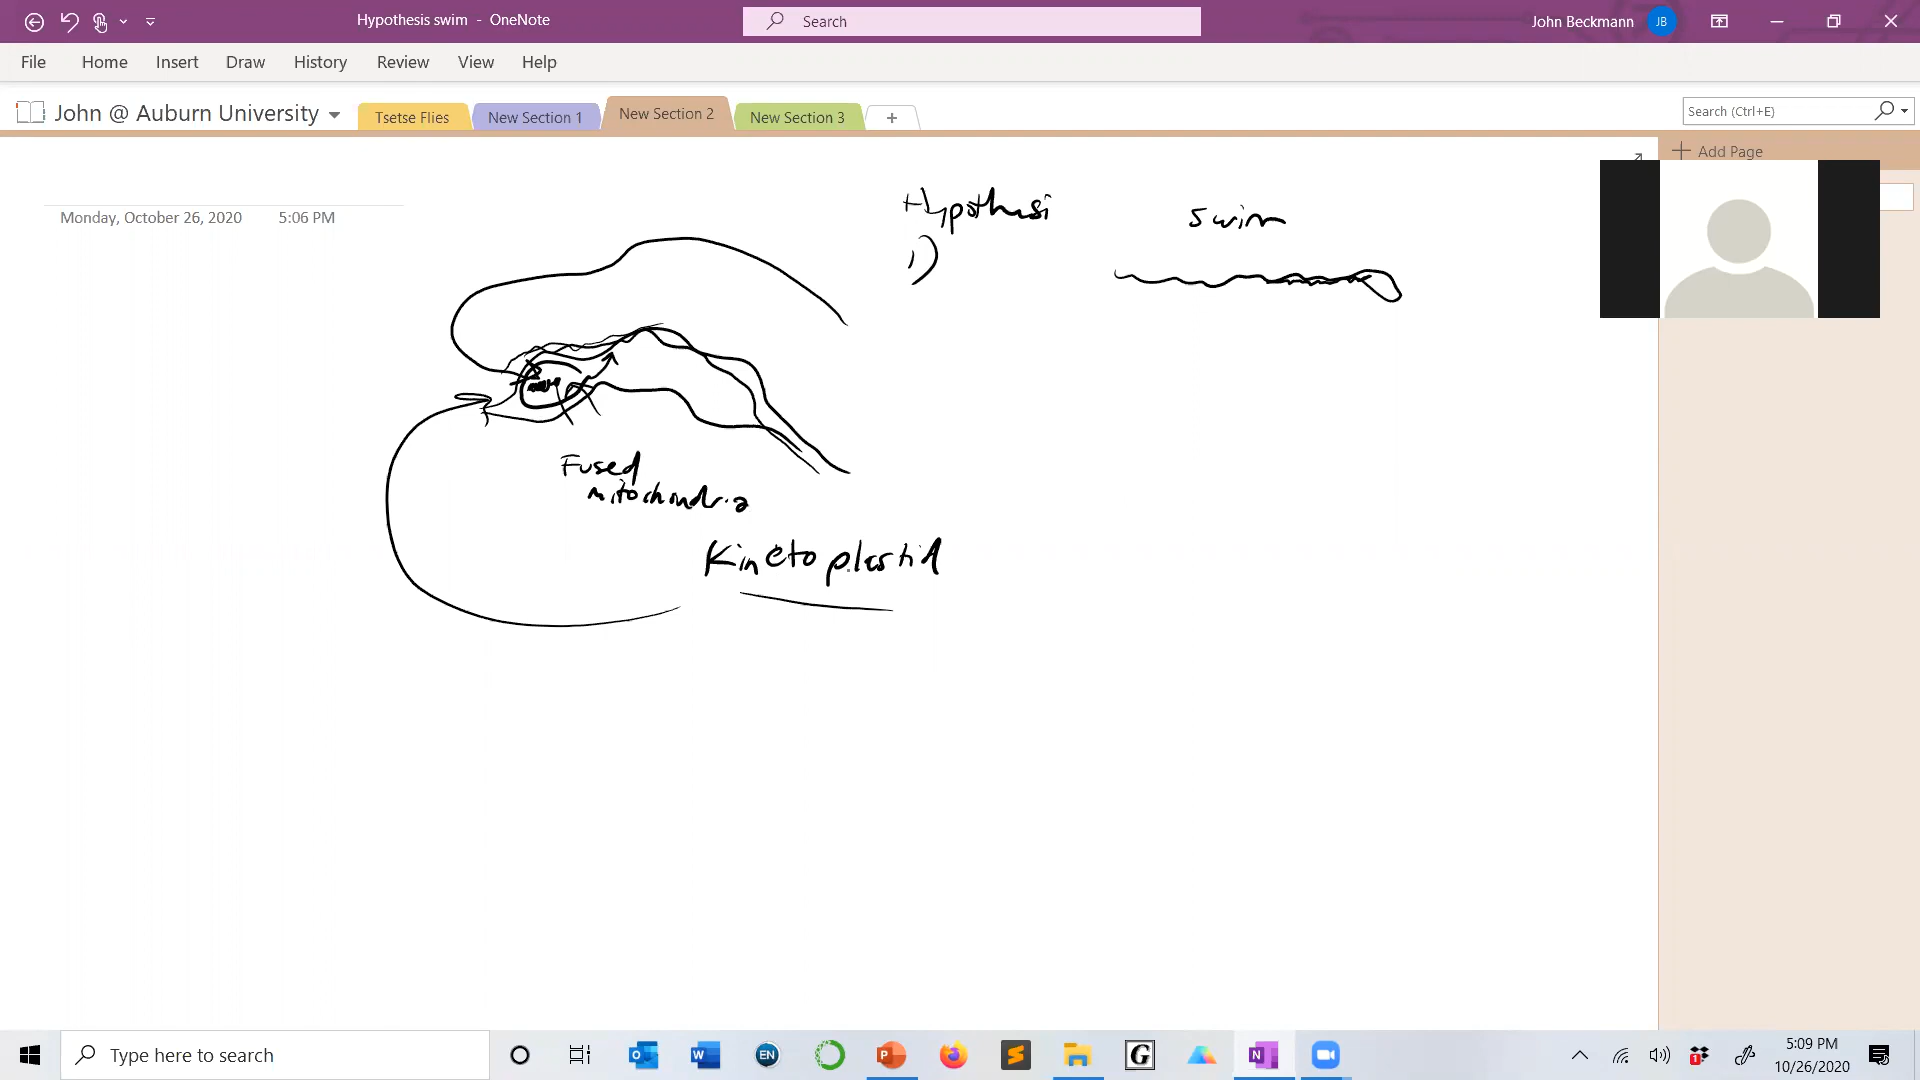 Hypothesis swim - OneNote
Search
John Beckmann
JB
File Home Insert Draw History Review View Help
John @ Auburn University
Tsetse Flies
New Section 1
New Section 2
New Section 3
Search (Ctrl+E)
Add Page
Monday, October 26, 2020 5:06 PM
Hypothesi
swim
1)
Fused
mitochondria
Kinetoplastid
Type here to search
EN
G
5:09 PM
10/26/2020